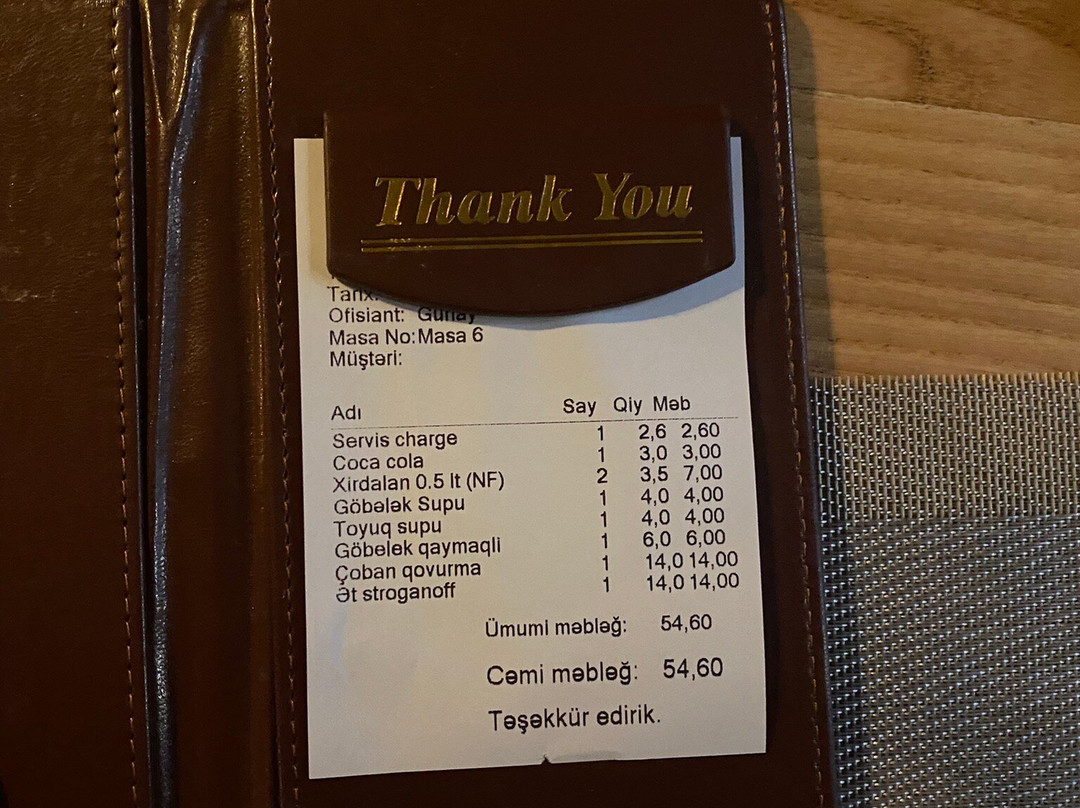 Thank You
Tarix:
Ofisiant: Günay
Masa No:Masa 6
Müştəri:
Adı Say Qiy Məb
Servis charge 1 2,6 2,60
Coca cola 1 3,0 3,00
Xirdalan 0.5 lt (NF) 2 3,5 7,00
Göbələk Supu 1 4,0 4,00
Toyuq supu 1 4,0 4,00
Göbelek qaymaqli 1 6,0 6,00
Çoban qovurma 1 14,0 14,00
Ət stroganoff 1 14,0 14,00
Ümumi məbləğ: 54,60
Cəmi məbləğ: 54,60
Təşəkkür edirik.